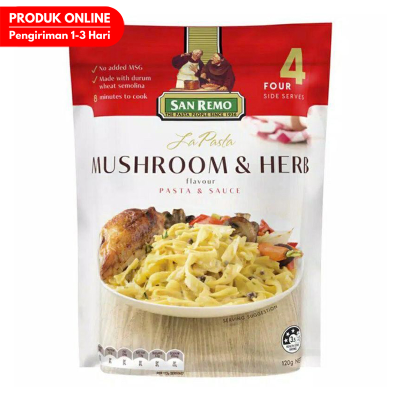 PRODUK ONLINE
Pengiriman 1-3 Hari
✓ No added MSG
✓ Made with durum
wheat semolina
8 minutes to cook
4
FOUR
SIDE SERVES
SAN REMO
THE PASTA PEOPLE SINCE 1936
La Pasta
MUSHROOM & HERB
flavour
PASTA & SAUCE
SERVING SUGGESTION
120g